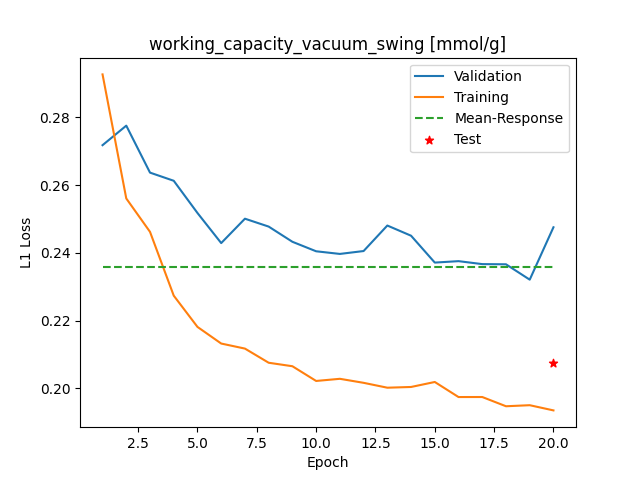 working_capacity_vacuum_swing [mmol/g]
Validation
Training
Mean-Response
Test
L1 Loss
0.28
0.26
0.24
0.22
0.20
2.5 5.0 7.5 10.0 12.5 15.0 17.5 20.0
Epoch